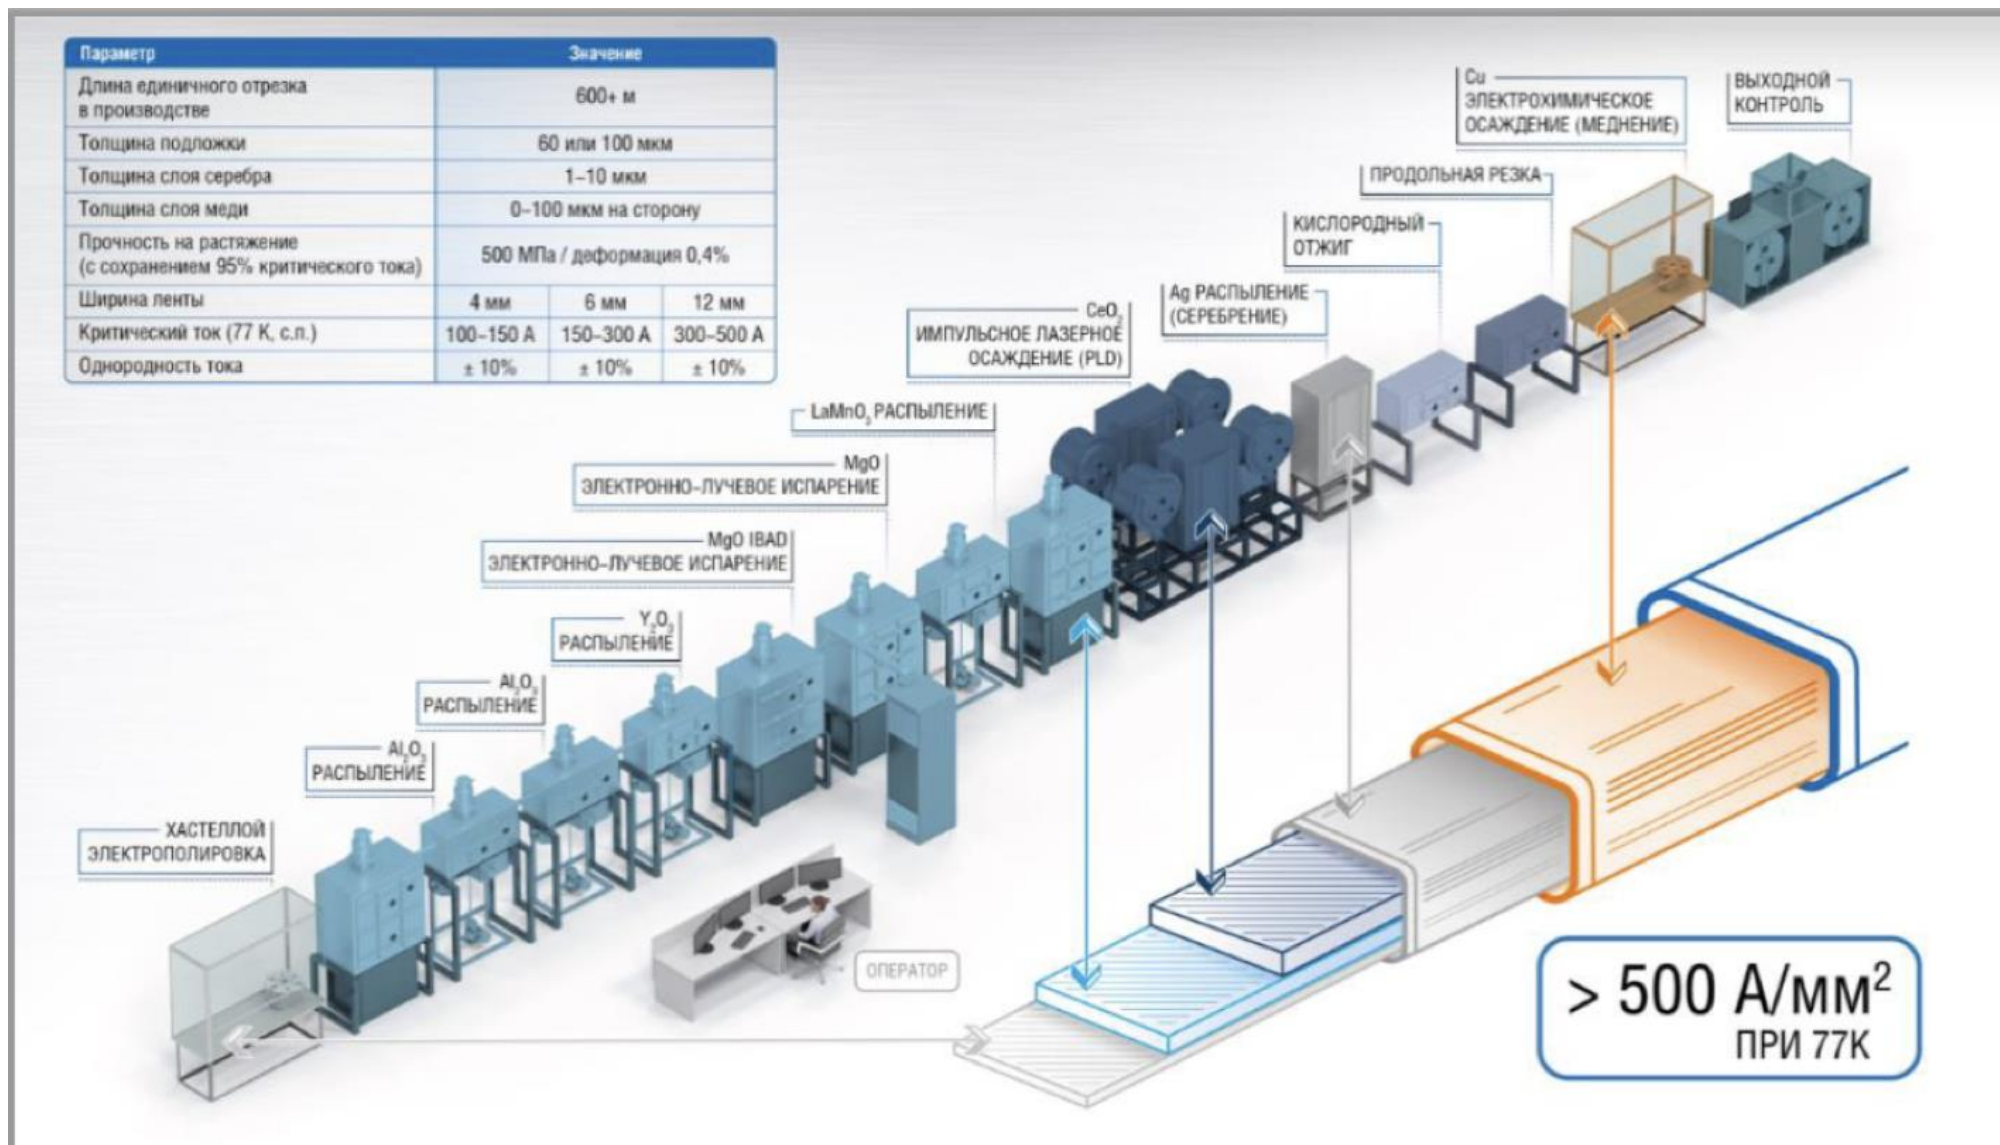 Параметр Значение
Длина единичного отрезка
в производстве
600+ м
Толщина подложки 60 или 100 мкм
Толщина слоя серебра 1–10 мкм
Толщина слоя меди 0–100 мкм на сторону
Прочность на растяжение
(с сохранением 95% критического тока)
500 МПа / деформация 0,4%
Ширина ленты 4 мм 6 мм 12 мм
Критический ток (77 К, с.п.) 100–150 А 150–300 А 300–500 А
Однородность тока ± 10% ± 10% ± 10%
Cu
ЭЛЕКТРОХИМИЧЕСКОЕ
ОСАЖДЕНИЕ (МЕДНЕНИЕ)
ВЫХОДНОЙ
КОНТРОЛЬ
ПРОДОЛЬНАЯ РЕЗКА
КИСЛОРОДНЫЙ
ОТЖИГ
Ag РАСПЫЛЕНИЕ
(СЕРЕБРЕНИЕ)
CeO₂
ИМПУЛЬСНОЕ ЛАЗЕРНОЕ
ОСАЖДЕНИЕ (PLD)
LaMnO₃ РАСПЫЛЕНИЕ
MgO
ЭЛЕКТРОННО-ЛУЧЕВОЕ ИСПАРЕНИЕ
MgO IBAD
ЭЛЕКТРОННО-ЛУЧЕВОЕ ИСПАРЕНИЕ
Y₂O₃
РАСПЫЛЕНИЕ
Al₂O₃
РАСПЫЛЕНИЕ
Al₂O₃
РАСПЫЛЕНИЕ
ХАСТЕЛЛОЙ
ЭЛЕКТРОПОЛИРОВКА
ОПЕРАТОР
> 500 А/мм²
ПРИ 77К